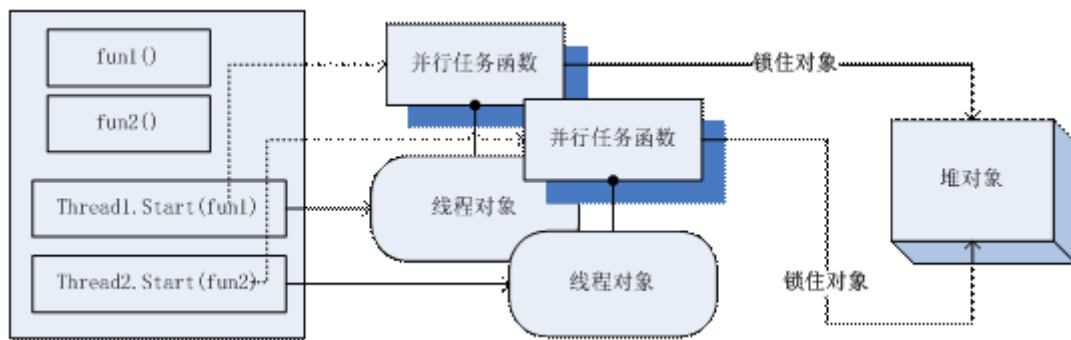 fun1()
fun2()
Thread1.Start(fun1)
Thread2.Start(fun2)
并行任务函数
并行任务函数
线程对象
线程对象
锁住对象
锁住对象
堆对象